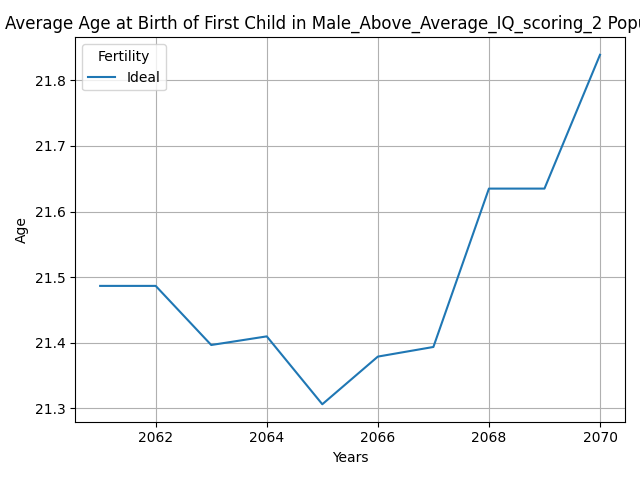 Average Age at Birth of First Child in Male_Above_Average_IQ_scoring_2
Fertility
Ideal
21.8
21.7
21.6
21.5
21.4
21.3
Age
2062 2064 2066 2068 2070
Years